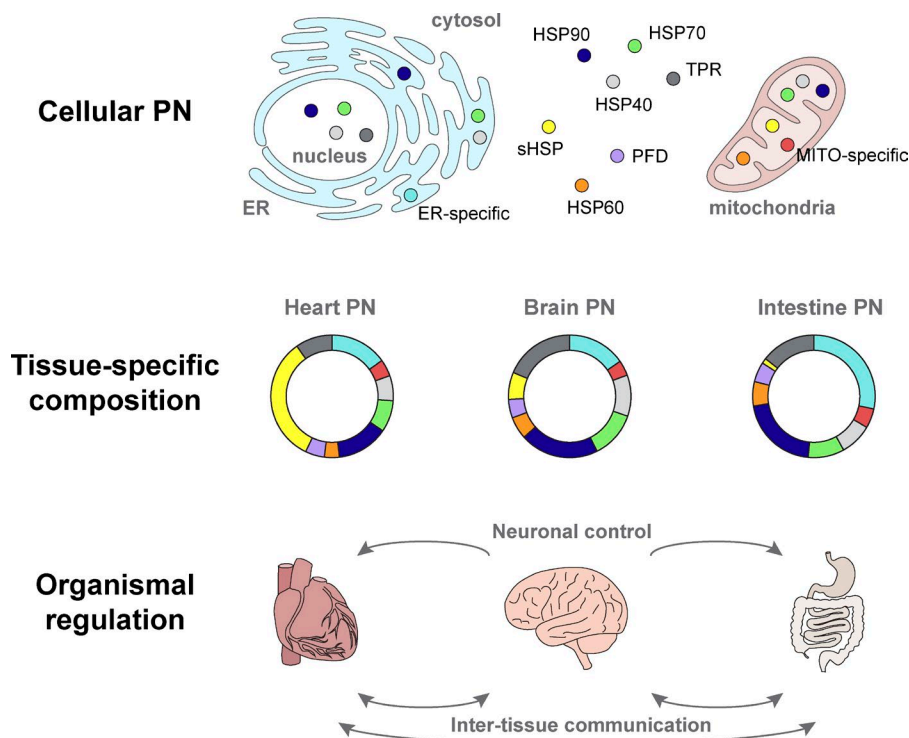 cytosol
HSP90
HSP70
TPR
HSP40
Cellular PN
nucleus
sHSP
PFD
MITO-specific
ER
ER-specific
HSP60
mitochondria
Heart PN
Brain PN
Intestine PN
Tissue-specific
composition
Neuronal control
Organismal
regulation
Inter-tissue communication